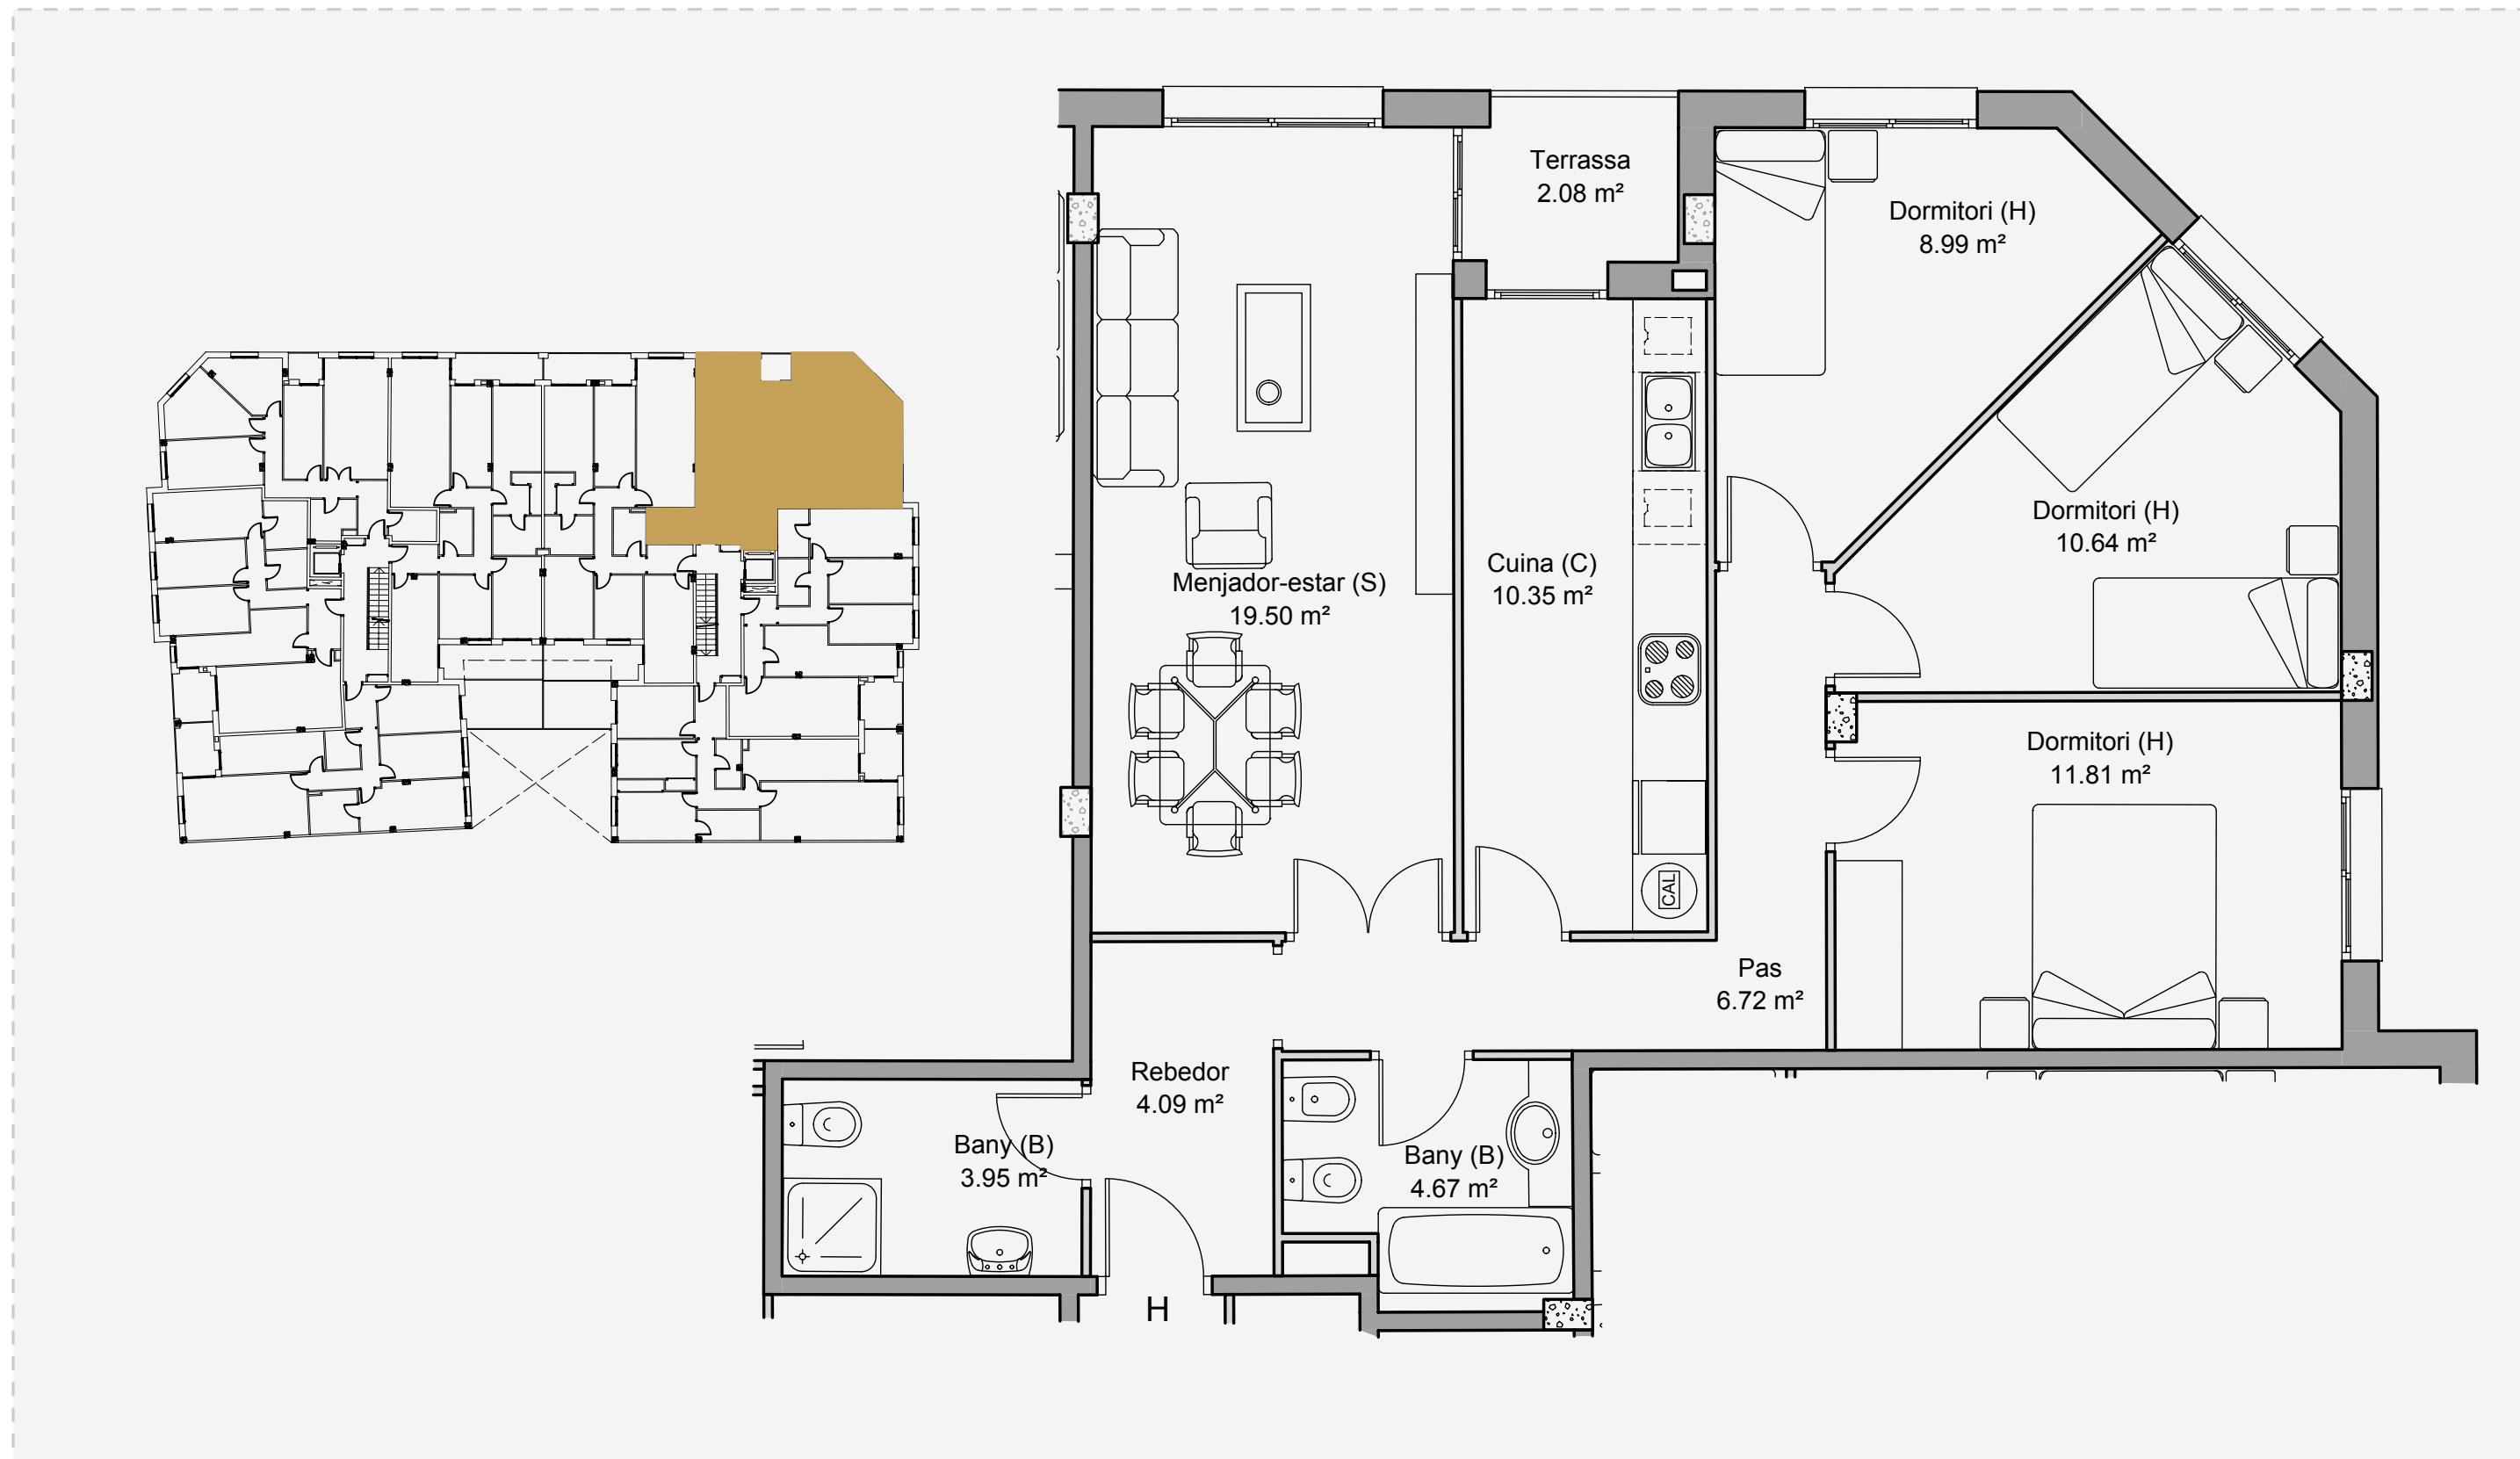 Terrassa
2.08 m²
Dormitori (H)
8.99 m²
Dormitori (H)
10.64 m²
Cuina (C)
10.35 m²
Menjador-estar (S)
19.50 m²
Dormitori (H)
11.81 m²
CAL
Pas
6.72 m²
Rebedor
4.09 m²
Bany (B)
3.95 m²
Bany (B)
4.67 m²
H